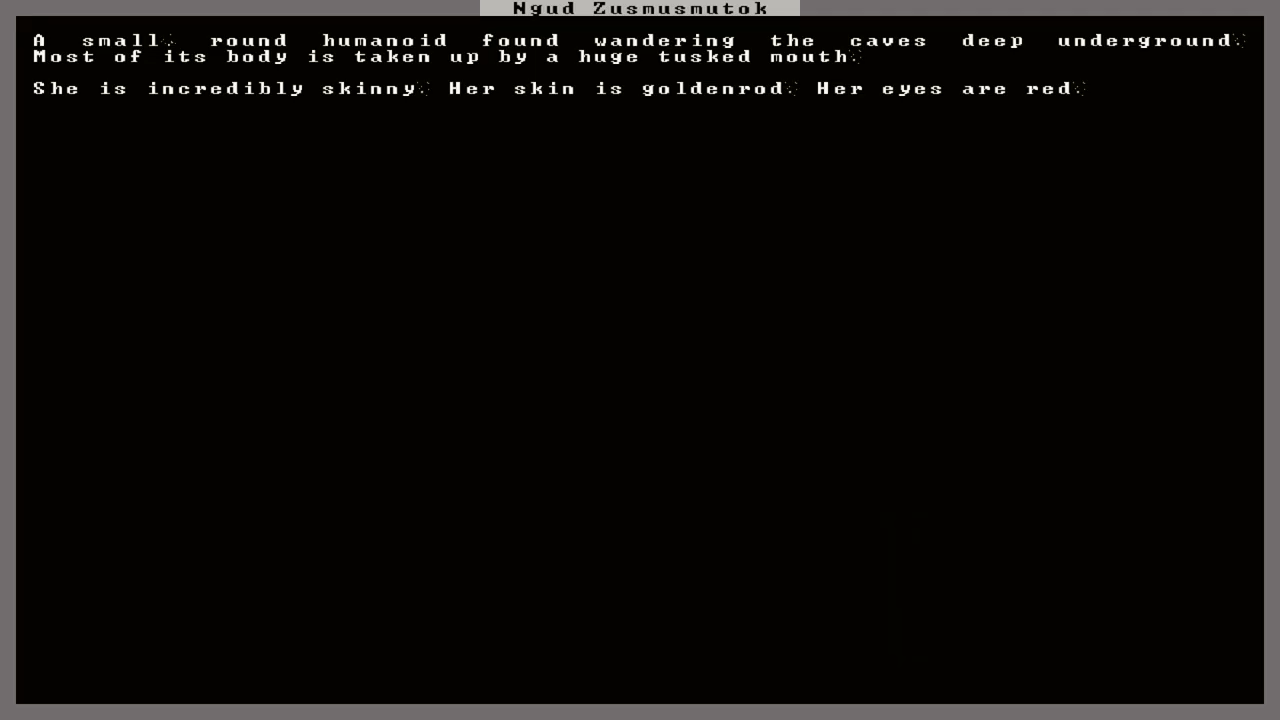 Ngud Zusmusmutok
A small, round humanoid found wandering the caves deep underground.
Most of its body is taken up by a huge tusked mouth.
She is incredibly skinny. Her skin is goldenrod. Her eyes are red.